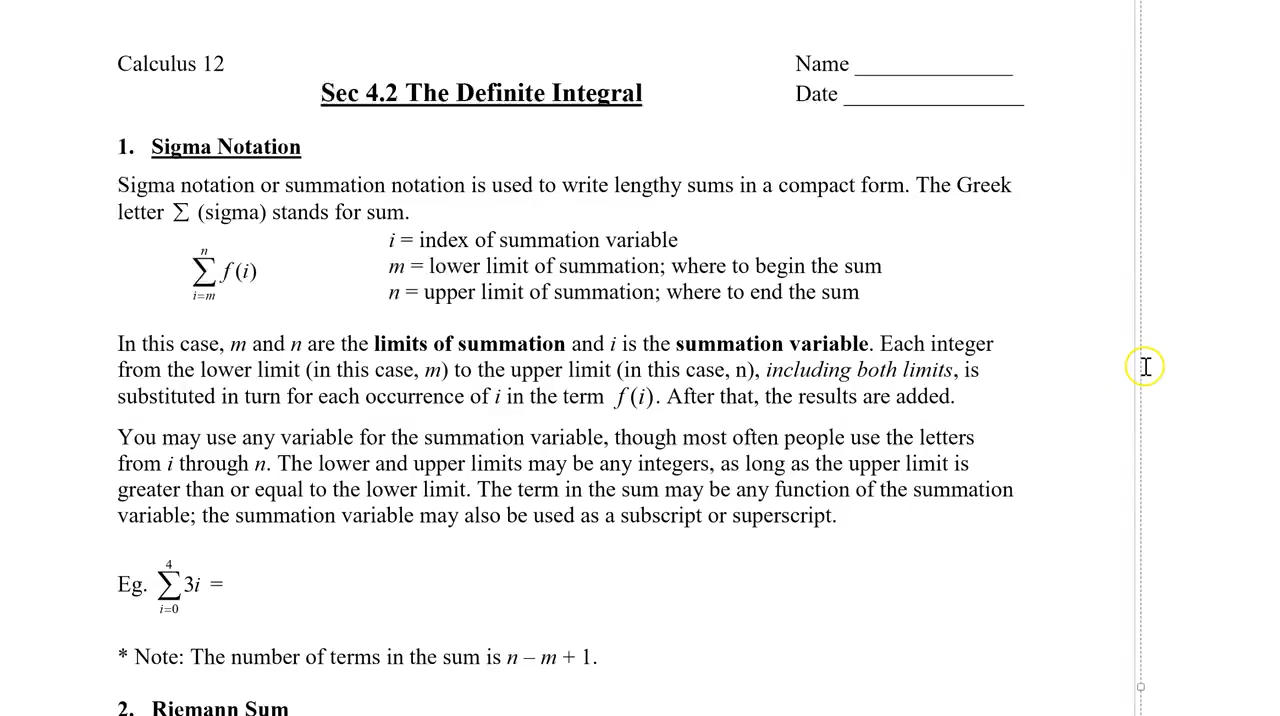 Calculus 12 Name ______________
Sec 4.2 The Definite Integral Date ________________
1. Sigma Notation
Sigma notation or summation notation is used to write lengthy sums in a compact form. The Greek
letter Σ (sigma) stands for sum.
i = index of summation variable
n
∑ f(i) m = lower limit of summation; where to begin the sum
i=m
n = upper limit of summation; where to end the sum
In this case, m and n are the limits of summation and i is the summation variable. Each integer
from the lower limit (in this case, m) to the upper limit (in this case, n), including both limits, is
substituted in turn for each occurrence of i in the term f(i). After that, the results are added.
You may use any variable for the summation variable, though most often people use the letters
from i through n. The lower and upper limits may be any integers, as long as the upper limit is
greater than or equal to the lower limit. The term in the sum may be any function of the summation
variable; the summation variable may also be used as a subscript or superscript.
4
Eg. ∑ 3i =
i=0
* Note: The number of terms in the sum is n – m + 1.
2. Riemann Sum